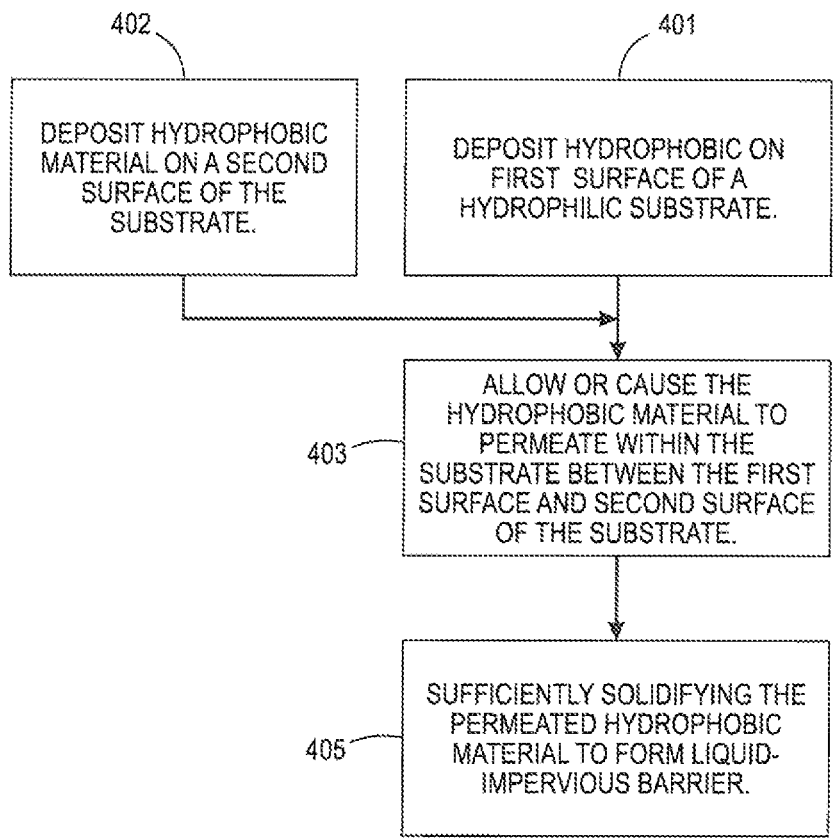 402
401
DEPOSIT HYDROPHOBIC
MATERIAL ON A SECOND
SURFACE OF THE
SUBSTRATE.
DEPOSIT HYDROPHOBIC ON
FIRST SURFACE OF A
HYDROPHILIC SUBSTRATE.
403
ALLOW OR CAUSE THE
HYDROPHOBIC MATERIAL TO
PERMEATE WITHIN THE
SUBSTRATE BETWEEN THE FIRST
SURFACE AND SECOND SURFACE
OF THE SUBSTRATE.
405
SUFFICIENTLY SOLIDIFYING THE
PERMEATED HYDROPHOBIC
MATERIAL TO FORM LIQUID-
IMPERVIOUS BARRIER.